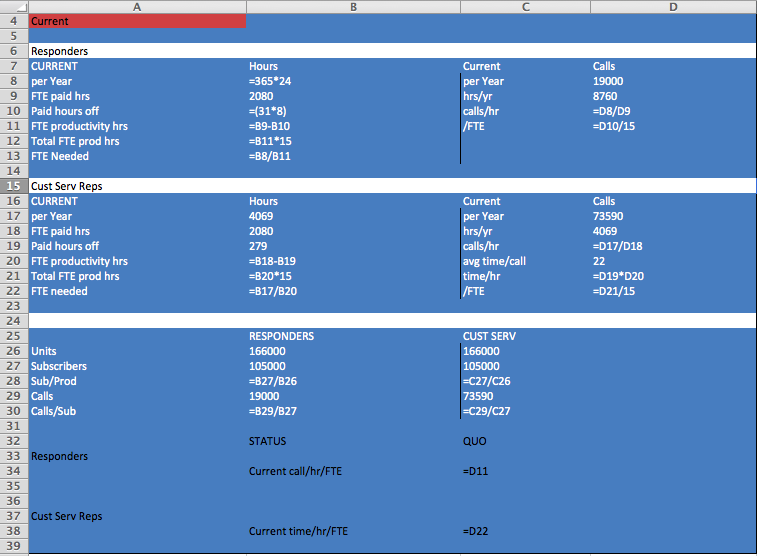 A B C D
4 Current
5
6 Responders
7 CURRENT Hours Current Calls
8 per Year =365*24 per Year 19000
9 FTE paid hrs 2080 hrs/yr 8760
10 Paid hours off =(31*8) calls/hr =D8/D9
11 FTE productivity hrs =B9-B10 /FTE =D10/15
12 Total FTE prod hrs =B11*15
13 FTE Needed =B8/B11
14
15 Cust Serv Reps
16 CURRENT Hours Current Calls
17 per Year 4069 per Year 73590
18 FTE paid hrs 2080 hrs/yr 4069
19 Paid hours off 279 calls/hr =D17/D18
20 FTE productivity hrs =B18-B19 avg time/call 22
21 Total FTE prod hrs =B20*15 time/hr =D19*D20
22 FTE needed =B17/B20 /FTE =D21/15
23
24
25 RESPONDERS CUST SERV
26 Units 166000 166000
27 Subscribers 105000 105000
28 Sub/Prod =B27/B26 =C27/C26
29 Calls 19000 73590
30 Calls/Sub =B29/B27 =C29/C27
31
32 STATUS QUO
33 Responders
34 Current call/hr/FTE =D11
35
36
37 Cust Serv Reps
38 Current time/hr/FTE =D22
39